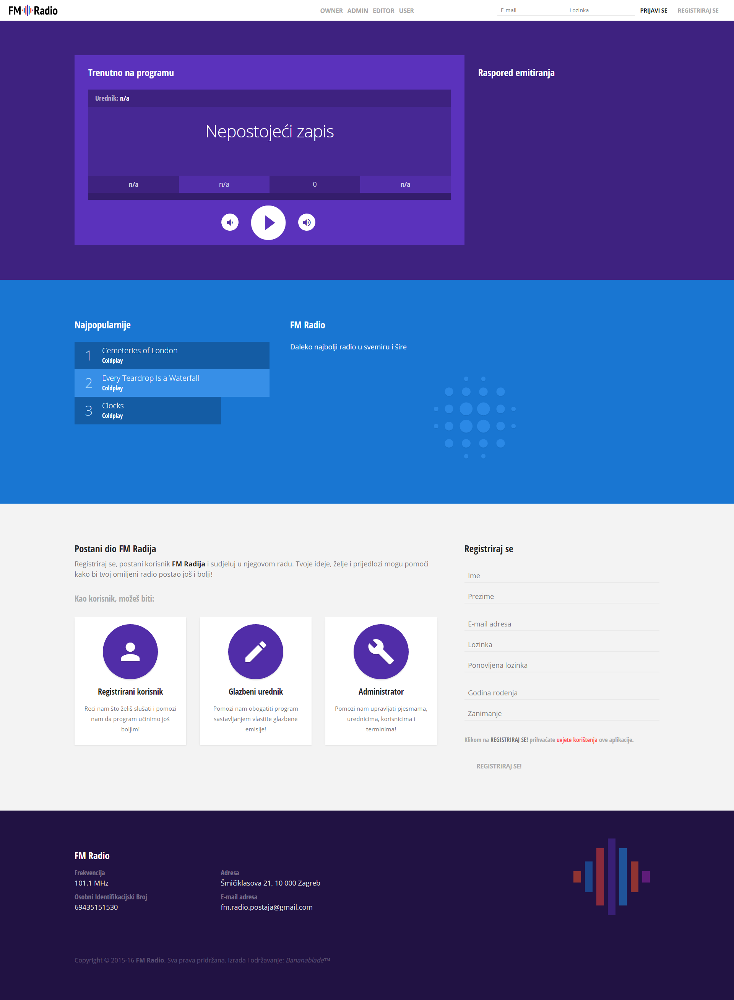 FM Radio
OWNER ADMIN EDITOR USER
E-mail
Lozinka
PRIJAVI SE
REGISTRIRAJ SE
Trenutno na programu
Urednik: n/a
Nepostojeći zapis
n/a
n/a
0
n/a
Raspored emitiranja
Najpopularnije
1
Cemeteries of London
Coldplay
2
Every Teardrop Is a Waterfall
Coldplay
3
Clocks
Coldplay
FM Radio
Daleko najbolji radio u svemiru i šire
Postani dio FM Radija
Registriraj se, postani korisnik FM Radija i sudjeluj u njegovom radu. Tvoje ideje, želje i prijedlozi mogu pomoći
kako bi tvoj omiljeni radio postao još i bolji!
Kao korisnik, možeš biti:
Registrirani korisnik
Reci nam što želiš slušati i pomozi
nam da program učinimo još
boljim!
Glazbeni urednik
Pomozi nam obogatiti program
sastavljanjem vlastite glazbene
emisije!
Administrator
Pomozi nam upravljati pjesmama,
urednicima, korisnicima i
terminima!
Registriraj se
Ime
Prezime
E-mail adresa
Lozinka
Ponovljena lozinka
Godina rođenja
Zanimanje
Klikom na REGISTRIRAJ SE! prihvaćate uvjete korištenja ove aplikacije.
REGISTRIRAJ SE!
FM Radio
Frekvencija
101.1 MHz
Osobni Identifikacijski Broj
69435151530
Adresa
Šmičiklasova 21, 10 000 Zagreb
E-mail adresa
fm.radio.postaja@gmail.com
Copyright © 2015-16 FM Radio. Sva prava pridržana. Izrada i održavanje: Bananablade™